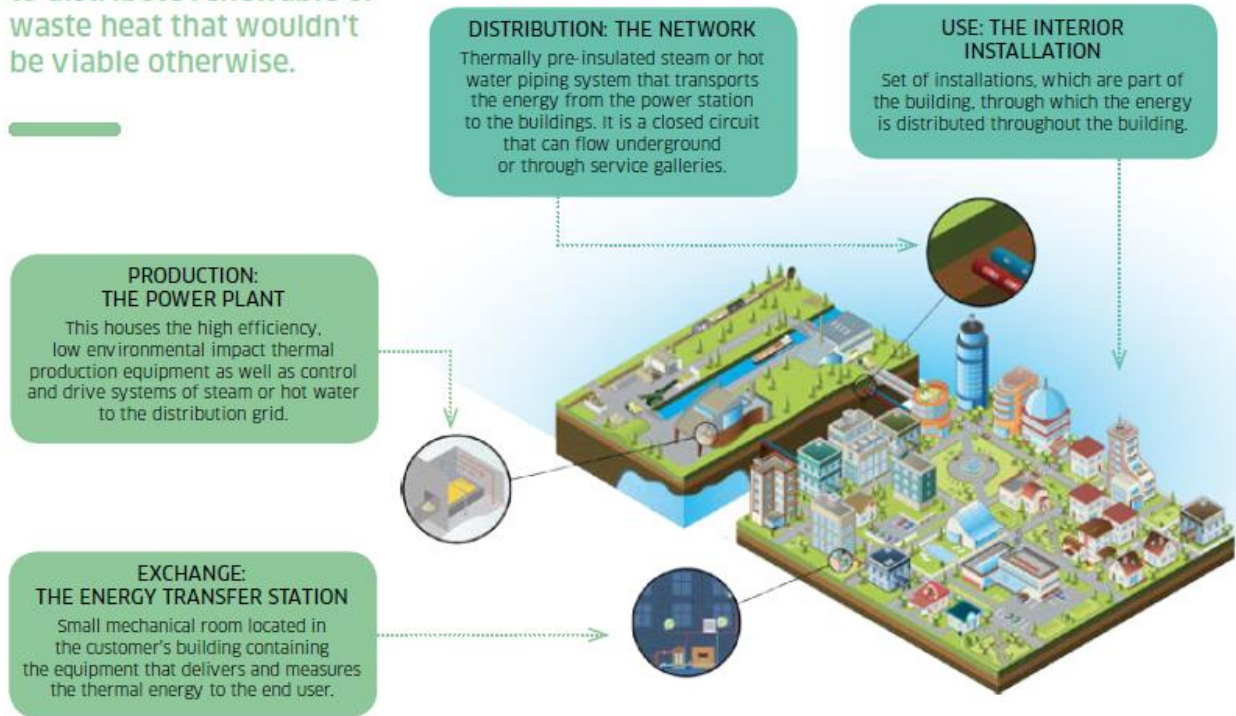 waste heat that wouldn't
be viable otherwise.
DISTRIBUTION: THE NETWORK
Thermally pre-insulated steam or hot
water piping system that transports
the energy from the power station
to the buildings. It is a closed circuit
that can flow underground
or through service galleries.
USE: THE INTERIOR
INSTALLATION
Set of installations, which are part of
the building, through which the energy
is distributed throughout the building.
PRODUCTION:
THE POWER PLANT
This houses the high efficiency,
low environmental impact thermal
production equipment as well as control
and drive systems of steam or hot water
to the distribution grid.
EXCHANGE:
THE ENERGY TRANSFER STATION
Small mechanical room located in
the customer's building containing
the equipment that delivers and measures
the thermal energy to the end user.